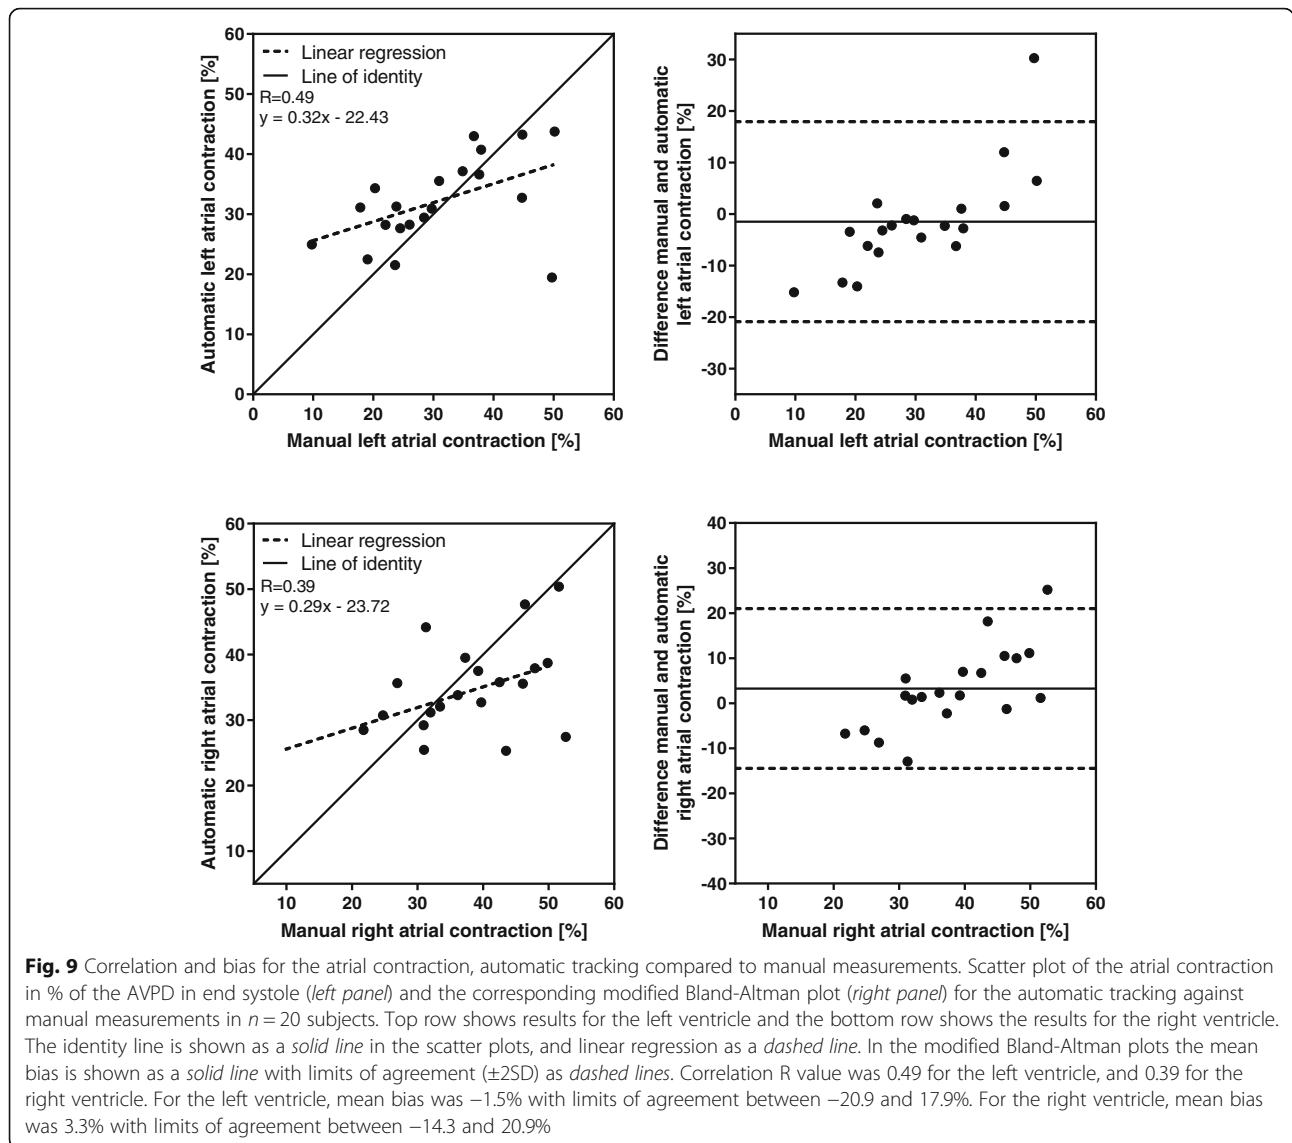 60
50
40
30
20
10
0
Automatic left atrial contraction [%]
Linear regression
Line of identity
R=0.49
y = 0.32x - 22.43
0 10 20 30 40 50 60
Manual left atrial contraction [%]
30
20
10
0
-10
-20
-30
Difference manual and automatic
left atrial contraction [%]
0 10 20 30 40 50 60
Manual left atrial contraction [%]
60
50
40
30
20
10
Automatic right atrial contraction [%]
Linear regression
Line of identity
R=0.39
y = 0.29x - 23.72
10 20 30 40 50 60
Manual right atrial contraction [%]
40
30
20
10
0
-10
-20
-30
-40
Difference manual and automatic
right atrial contraction [%]
10 20 30 40 50 60
Manual right atrial contraction [%]
Fig. 9 Correlation and bias for the atrial contraction, automatic tracking compared to manual measurements. Scatter plot of the atrial contraction
in % of the AVPD in end systole (left panel) and the corresponding modified Bland-Altman plot (right panel) for the automatic tracking against
manual measurements in n = 20 subjects. Top row shows results for the left ventricle and the bottom row shows the results for the right ventricle.
The identity line is shown as a solid line in the scatter plots, and linear regression as a dashed line. In the modified Bland-Altman plots the mean
bias is shown as a solid line with limits of agreement (±2SD) as dashed lines. Correlation R value was 0.49 for the left ventricle, and 0.39 for the
right ventricle. For the left ventricle, mean bias was −1.5% with limits of agreement between −20.9 and 17.9%. For the right ventricle, mean bias
was 3.3% with limits of agreement between −14.3 and 20.9%